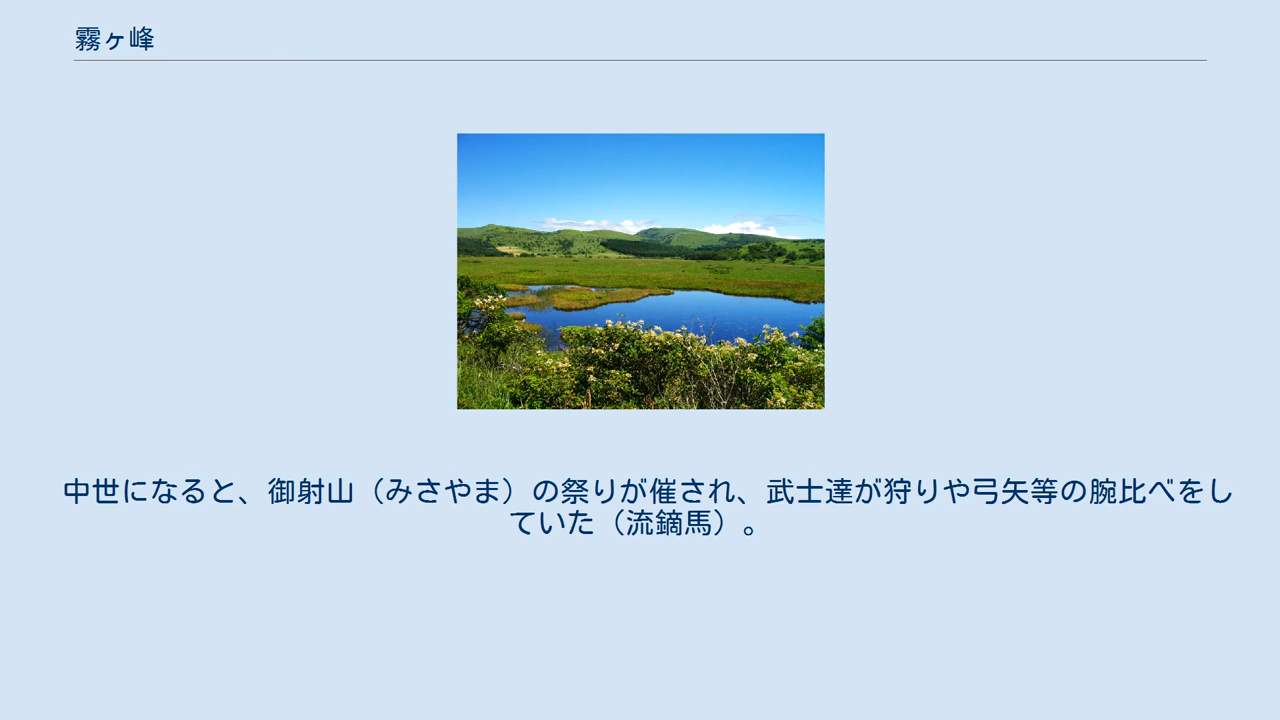 霧ヶ峰
中世になると、御射山（みさやま）の祭りが催され、武士達が狩りや弓矢等の腕比べをし
ていた（流鏑馬）。